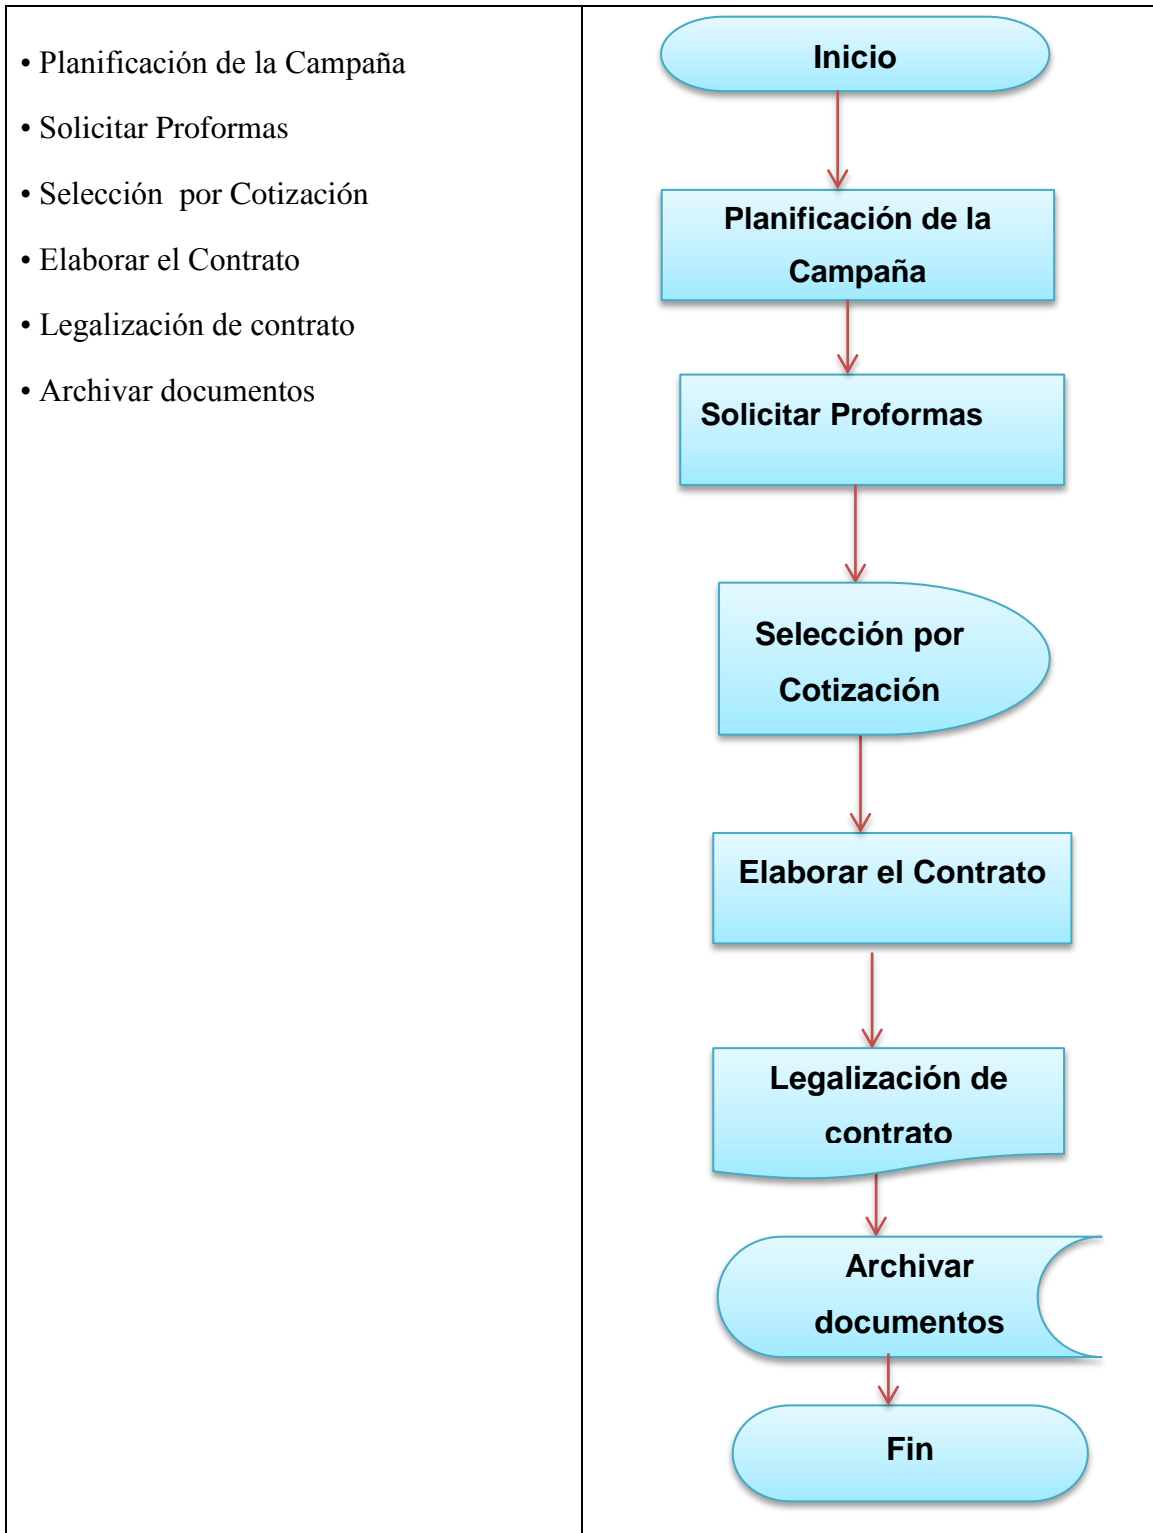 • Planificación de la Campaña
• Solicitar Proformas
• Selección  por Cotización
• Elaborar el Contrato
• Legalización de contrato
• Archivar documentos
Inicio
Planificación de la
Campaña
Solicitar Proformas
Selección por
Cotización
Elaborar el Contrato
Legalización de
contrato
Archivar
documentos
Fin